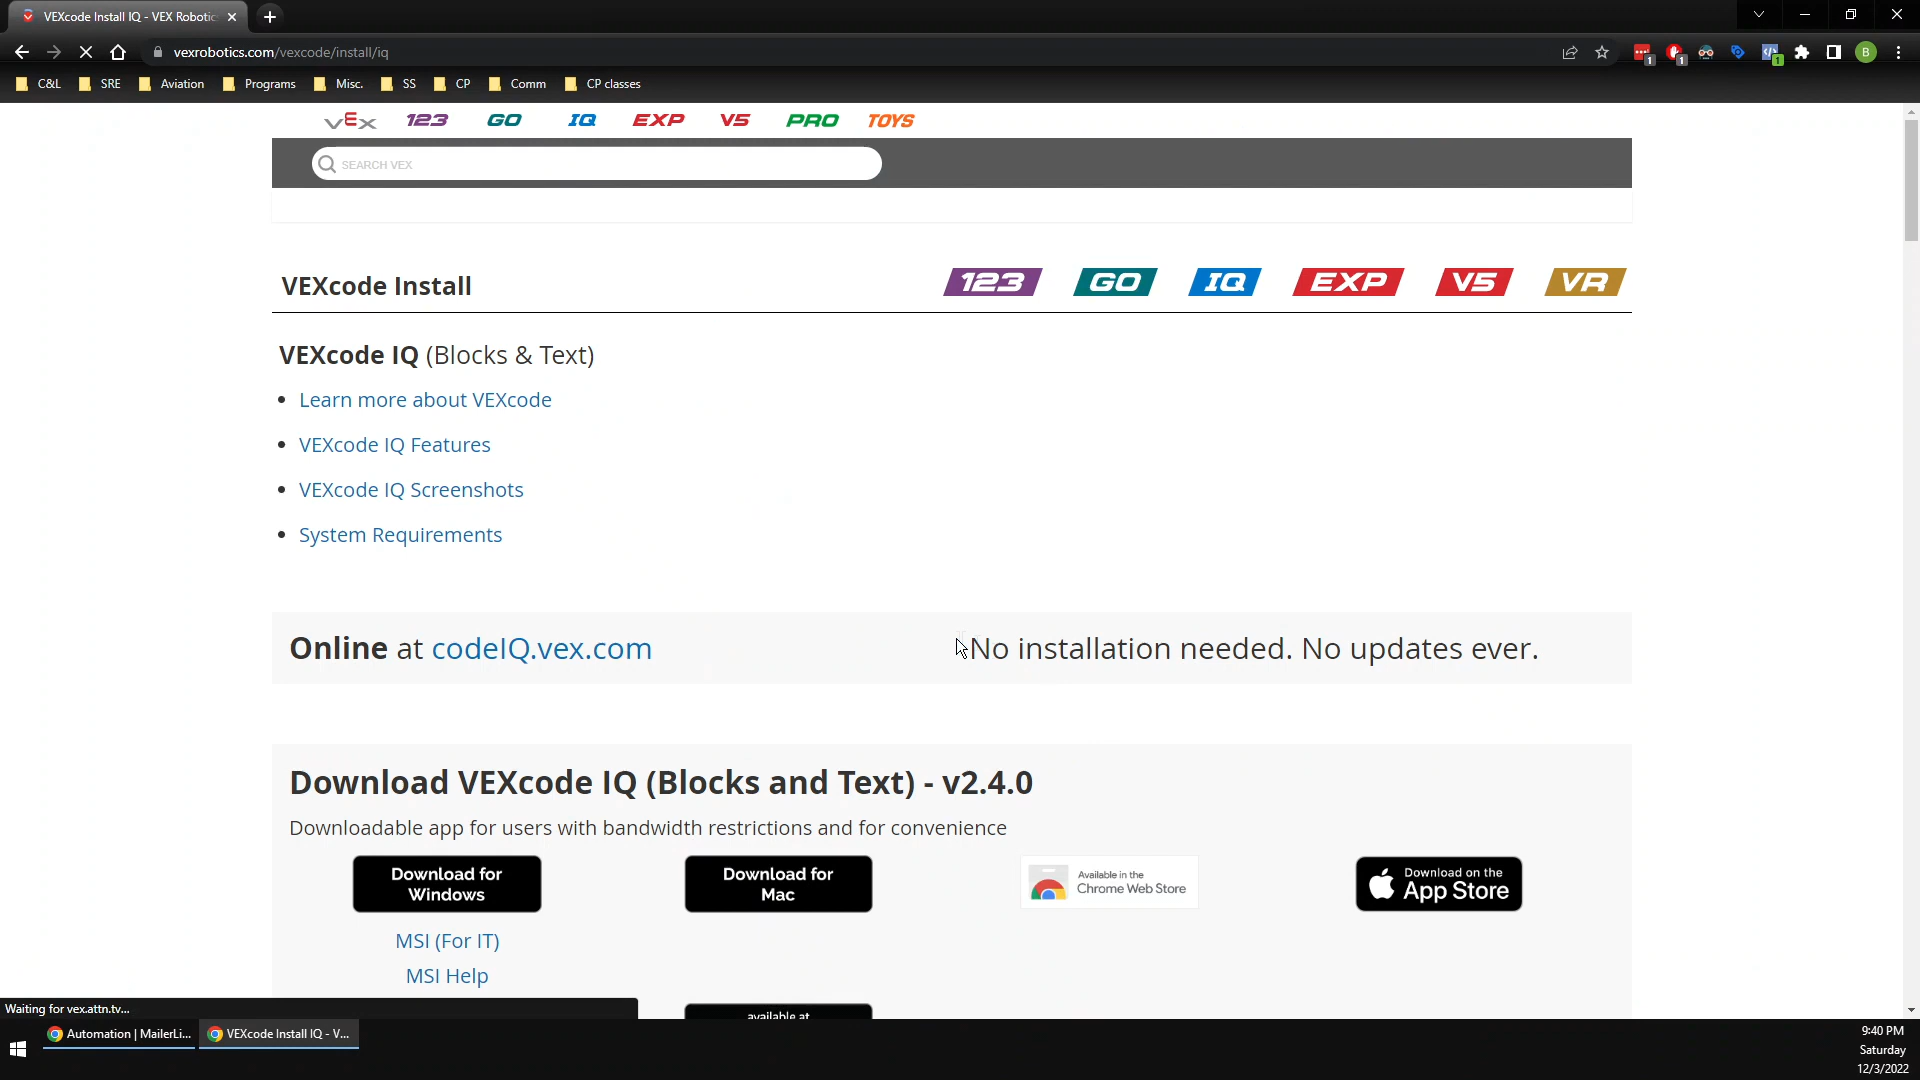 VEXcode Install IQ - VEX Robotic
vexrobotics.com/vexcode/install/iq
1
1
1
B
C&L
SRE
Aviation
Programs
Misc.
SS
CP
Comm
CP classes
VEX 123 GO IQ EXP V5 PRO TOYS
SEARCH VEX
VEXcode Install
123 GO IQ EXP V5 VR
VEXcode IQ (Blocks & Text)
Learn more about VEXcode
VEXcode IQ Features
VEXcode IQ Screenshots
System Requirements
Online at codeIQ.vex.com
No installation needed. No updates ever.
Download VEXcode IQ (Blocks and Text) - v2.4.0
Downloadable app for users with bandwidth restrictions and for convenience
Download for
Windows
Download for
Mac
Available in the
Chrome Web Store
Download on the
App Store
MSI (For IT)
MSI Help
available at
Waiting for vex.attn.tv...
Automation | MailerLi...
VEXcode Install IQ - V...
9:40 PM
Saturday
12/3/2022